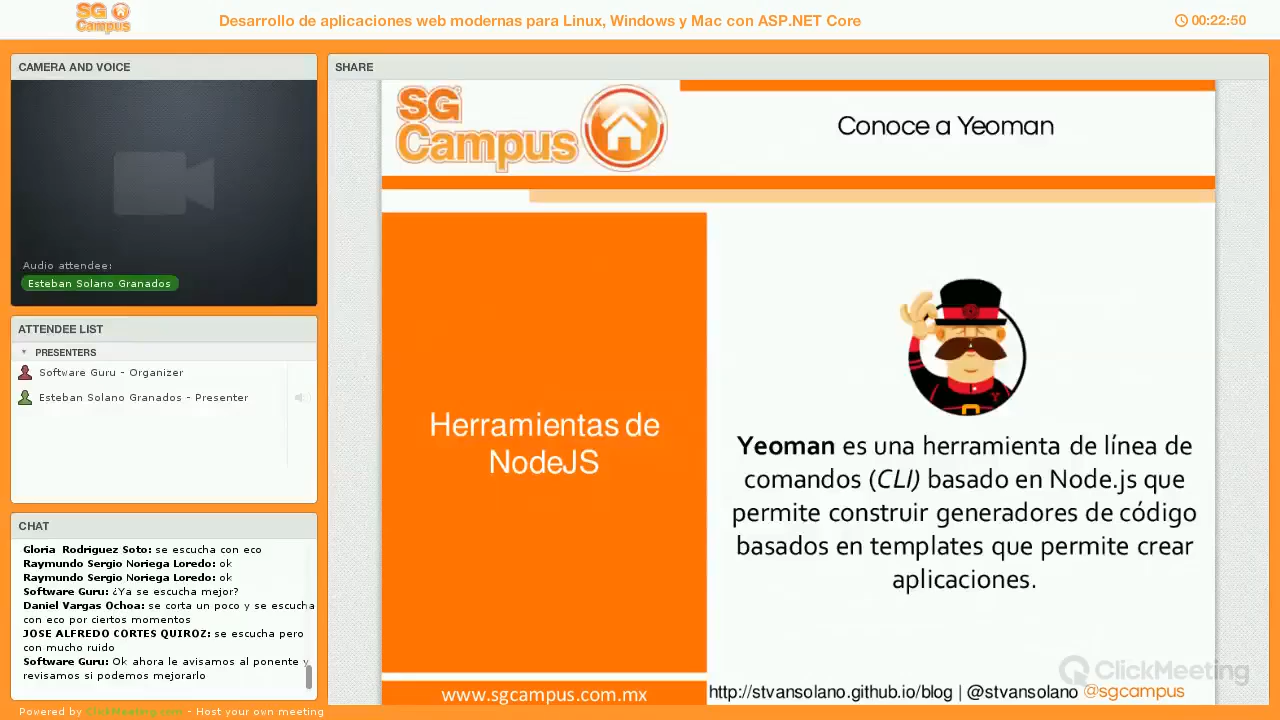 SG
Campus
Desarrollo de aplicaciones web modernas para Linux, Windows y Mac con ASP.NET Core
00:22:50
CAMERA AND VOICE
Audio attendee:
Esteban Solano Granados
ATTENDEE LIST
PRESENTERS
Software Guru - Organizer
Esteban Solano Granados - Presenter
CHAT
Gloria Rodriguez Soto: se escucha con eco
Raymundo Sergio Noriega Loredo: ok
Raymundo Sergio Noriega Loredo: ok
Software Guru: ¿Ya se escucha mejor?
Daniel Vargas Ochoa: se corta un poco y se escucha
con eco por ciertos momentos
JOSE ALFREDO CORTES QUIROZ: se escucha pero
con mucho ruido
Software Guru: Ok ahora le avisamos al ponente y
revisamos si podemos mejorarlo
Powered by ClickMeeting.com - Host your own meeting
SHARE
SG
Campus
Conoce a Yeoman
Herramientas de
NodeJS
Yeoman es una herramienta de línea de
comandos (CLI) basado en Node.js que
permite construir generadores de código
basados en templates que permite crear
aplicaciones.
ClickMeeting
www.sgcampus.com.mx
http://stvansolano.github.io/blog | @stvansolano @sgcampus